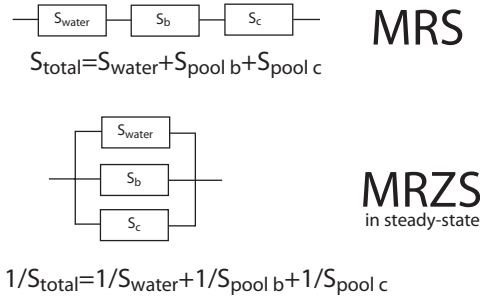 S_water S_b S_c
MRS
S_total=S_water+S_pool b+S_pool c
S_water
S_b
S_c
MRZS
in steady-state
1/S_total=1/S_water+1/S_pool b+1/S_pool c